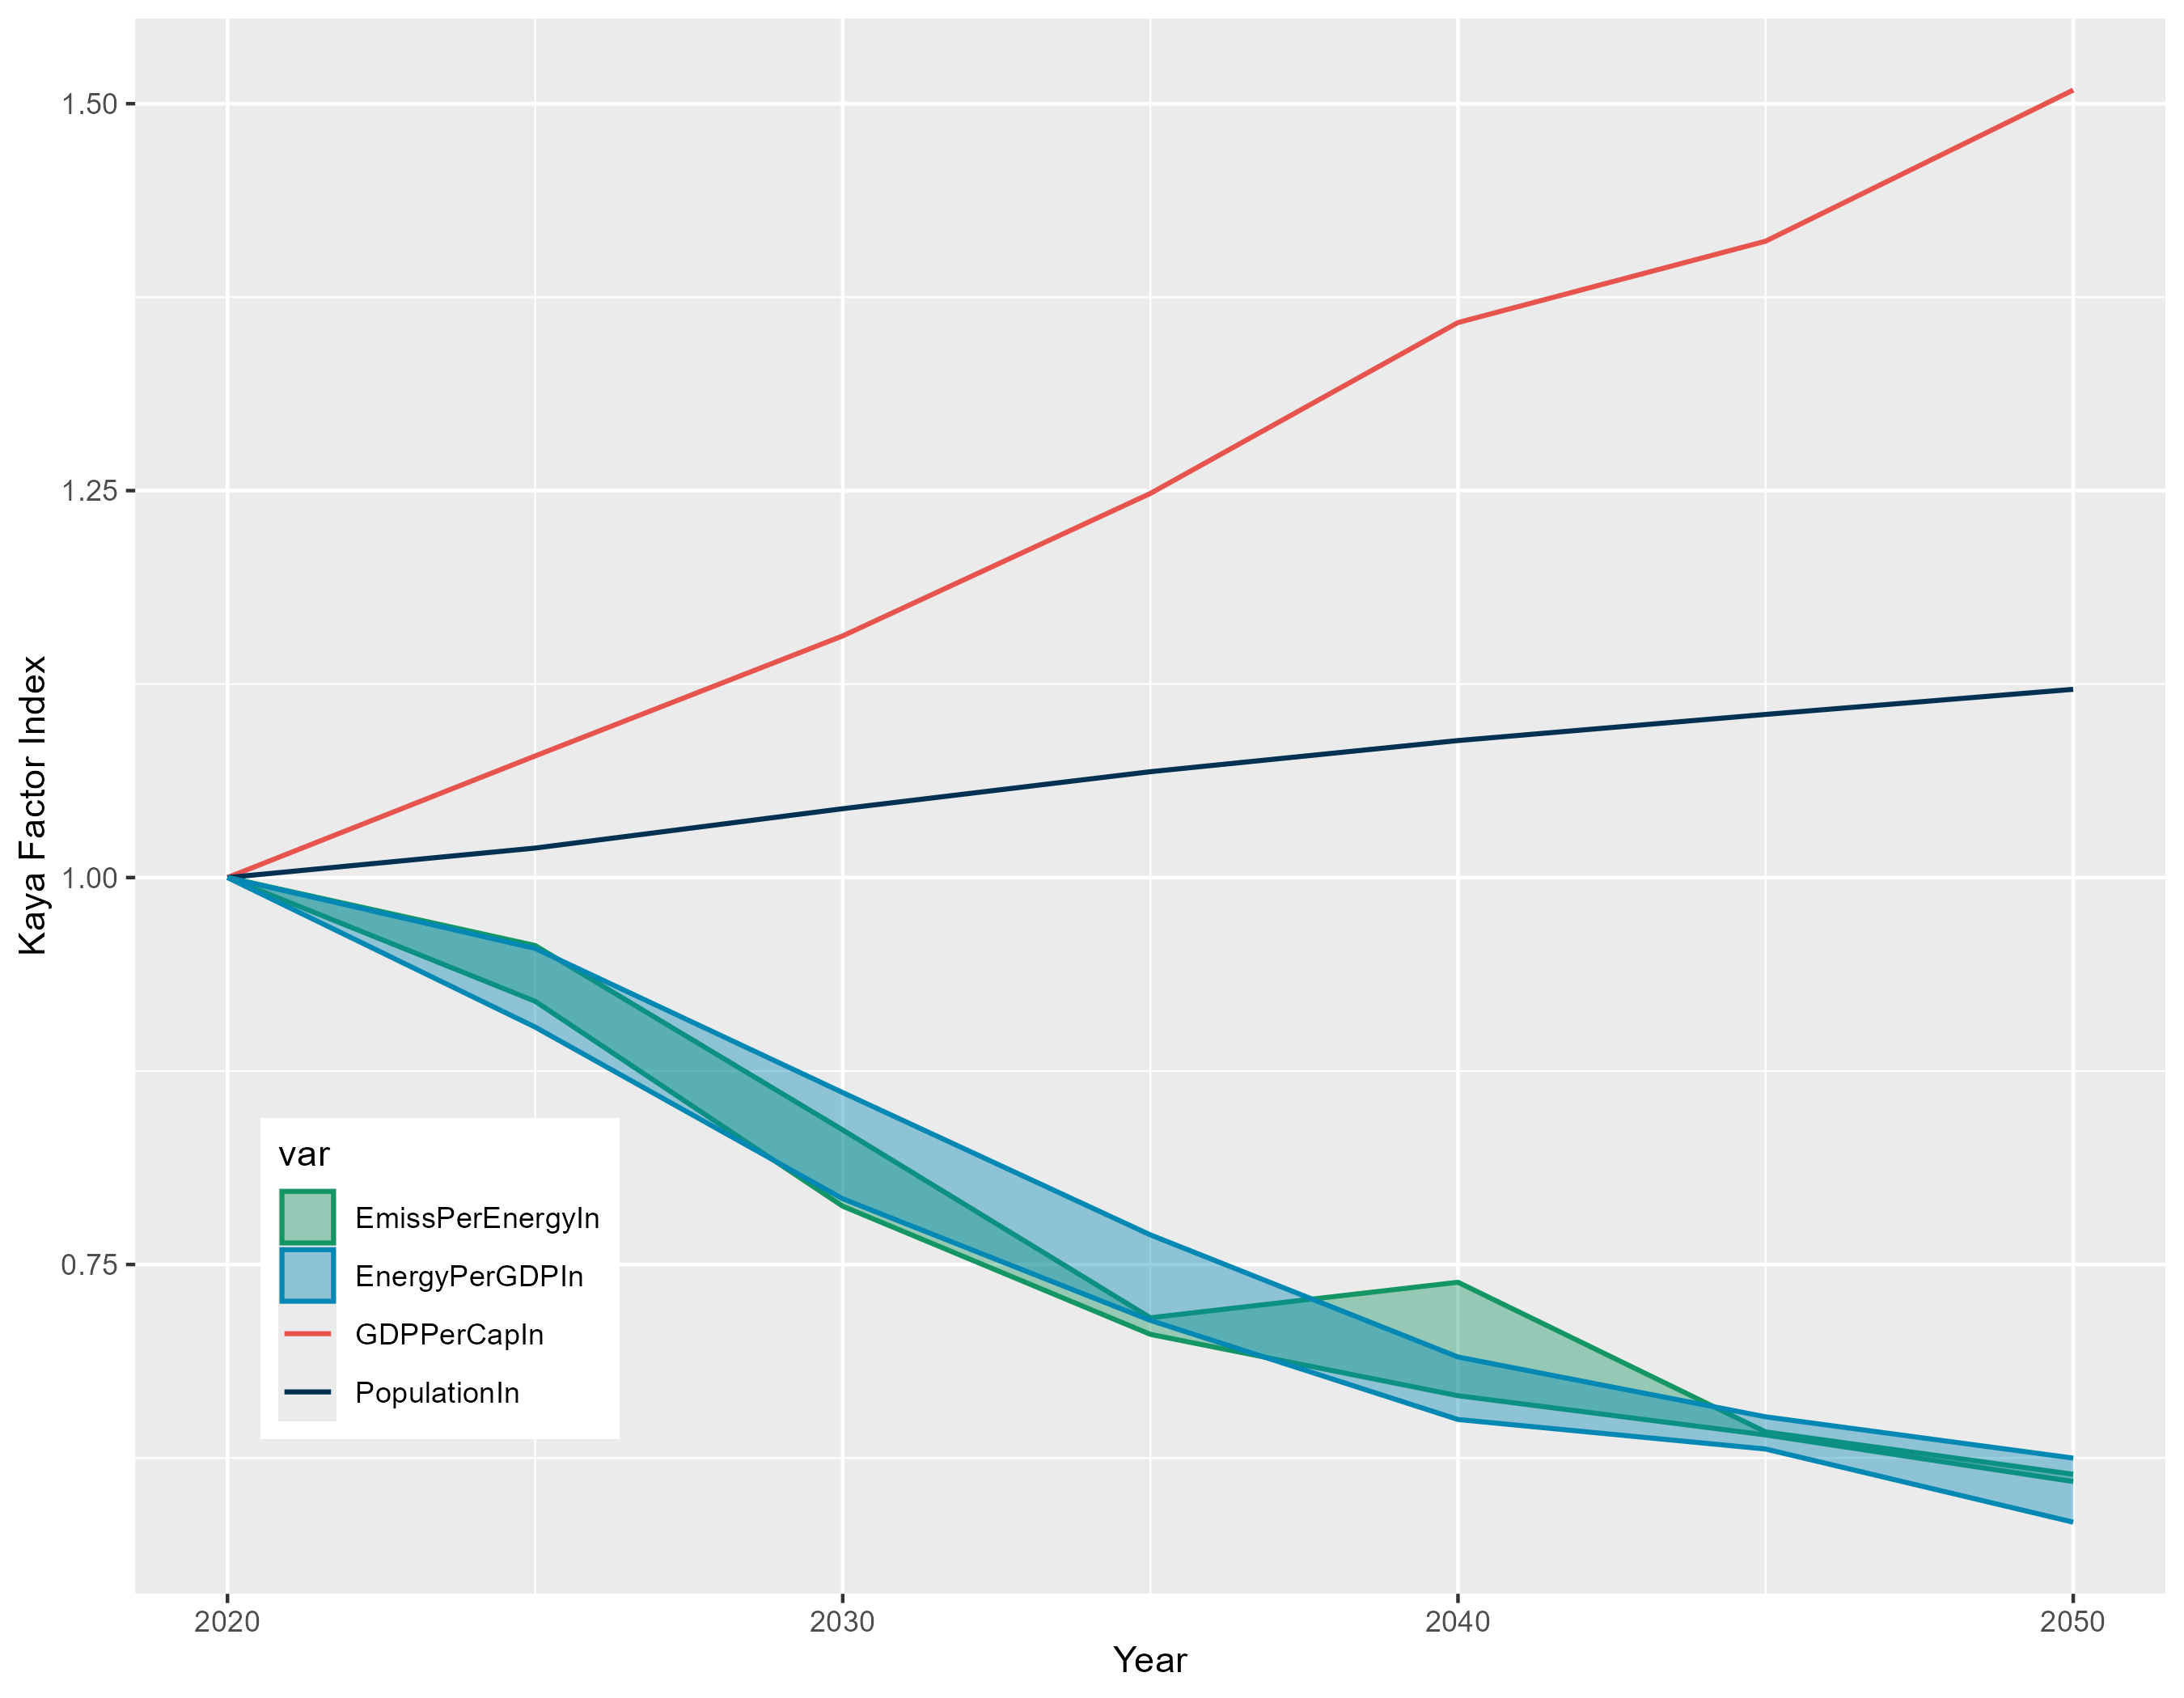 Kaya Factor Index
1.50
1.25
1.00
0.75
var
EmissPerEnergyIn
EnergyPerGDPIn
GDPPerCapIn
PopulationIn
2020 2030 2040 2050
Year